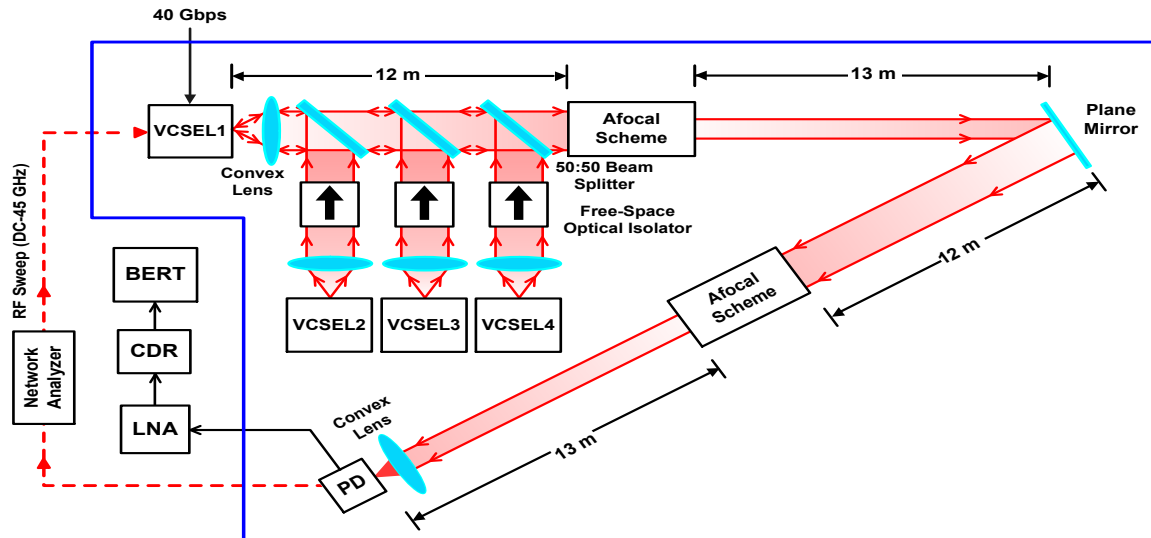 40 Gbps
12 m
13 m
VCSEL1
Convex
Lens
Afocal
Scheme
Plane
Mirror
50:50 Beam
Splitter
Free-Space
Optical Isolator
VCSEL2
VCSEL3
VCSEL4
12 m
Afocal
Scheme
RF Sweep (DC-45 GHz)
BERT
CDR
LNA
Network
Analyzer
Convex
Lens
PD
13 m